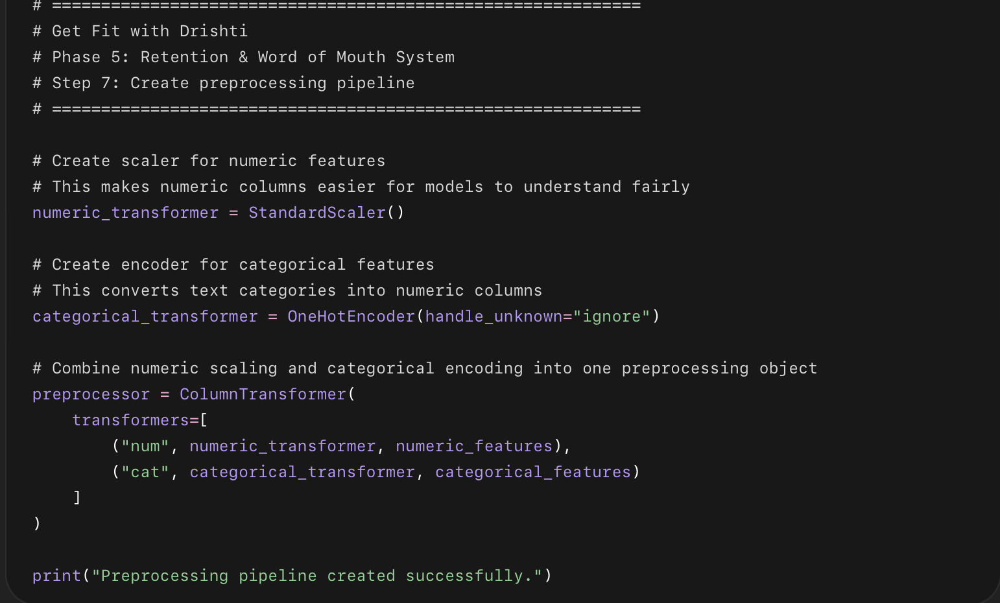 # ============================================================
# Get Fit with Drishti
# Phase 5: Retention & Word of Mouth System
# Step 7: Create preprocessing pipeline
# ============================================================

# Create scaler for numeric features
# This makes numeric columns easier for models to understand fairly
numeric_transformer = StandardScaler()

# Create encoder for categorical features
# This converts text categories into numeric columns
categorical_transformer = OneHotEncoder(handle_unknown="ignore")

# Combine numeric scaling and categorical encoding into one preprocessing object
preprocessor = ColumnTransformer(
    transformers=[
        ("num", numeric_transformer, numeric_features),
        ("cat", categorical_transformer, categorical_features)
    ]
)

print("Preprocessing pipeline created successfully.")